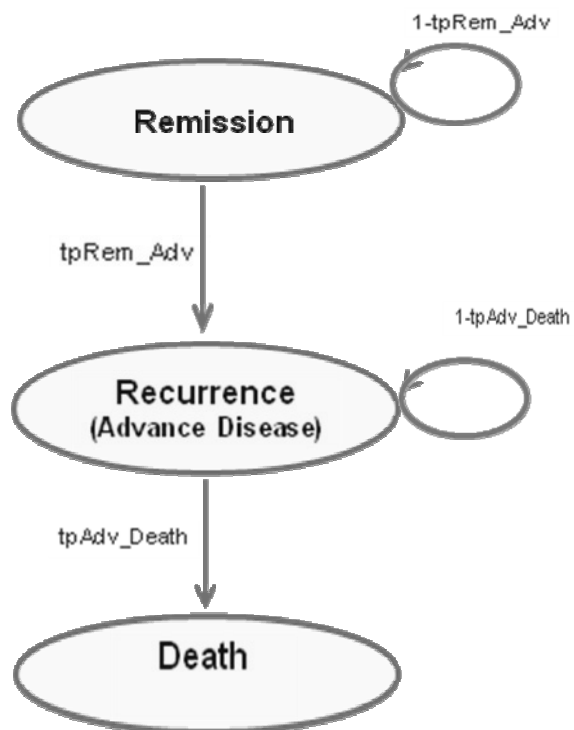 1-tpRem_Adv
Remission
tpRem_Adv
1-tpAdv_Death
Recurrence
(Advance Disease)
tpAdv_Death
Death